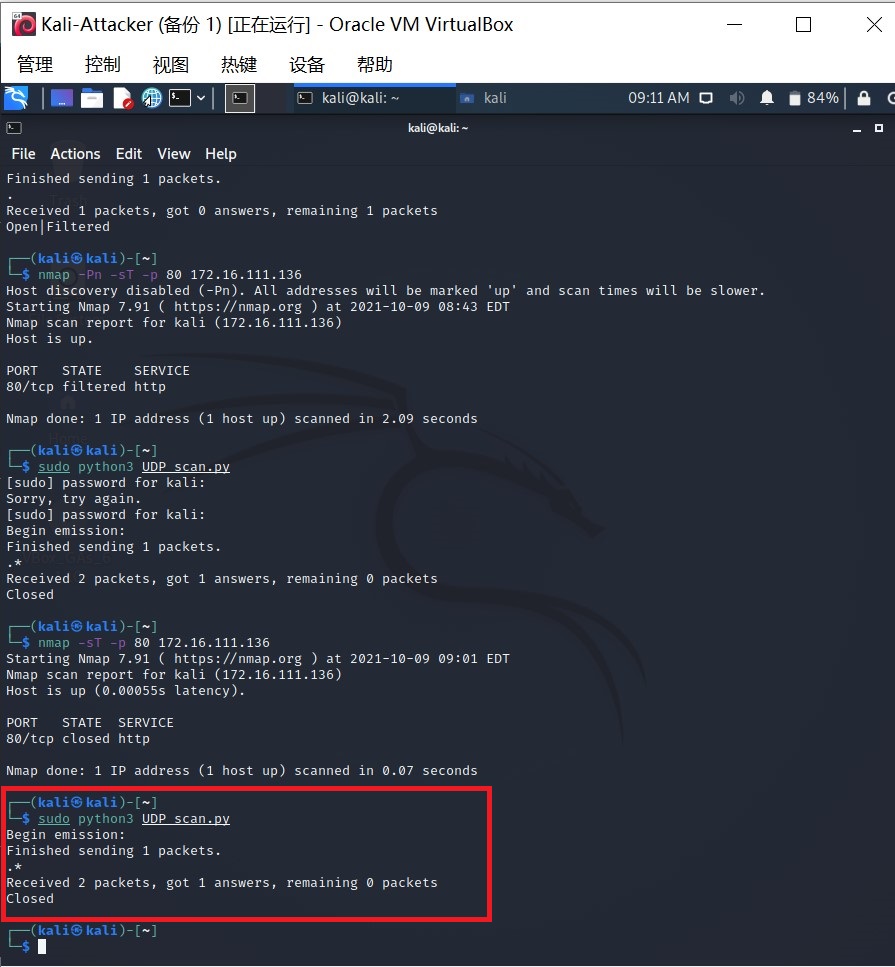 Kali-Attacker (备份 1) [正在运行] - Oracle VM VirtualBox
管理 控制 视图 热键 设备 帮助
kali@kali: ~ kali 09:11 AM 84%
kali@kali: ~
File Actions Edit View Help
Finished sending 1 packets.
.
Received 1 packets, got 0 answers, remaining 1 packets
Open|Filtered
┌──(kali㉿kali)-[~]
└─$ nmap -Pn -sT -p 80 172.16.111.136
Host discovery disabled (-Pn). All addresses will be marked 'up' and scan times will be slower.
Starting Nmap 7.91 ( https://nmap.org ) at 2021-10-09 08:43 EDT
Nmap scan report for kali (172.16.111.136)
Host is up.
PORT   STATE    SERVICE
80/tcp filtered http
Nmap done: 1 IP address (1 host up) scanned in 2.09 seconds
┌──(kali㉿kali)-[~]
└─$ sudo python3 UDP_scan.py
[sudo] password for kali:
Sorry, try again.
[sudo] password for kali:
Begin emission:
Finished sending 1 packets.
.*
Received 2 packets, got 1 answers, remaining 0 packets
Closed
┌──(kali㉿kali)-[~]
└─$ nmap -sT -p 80 172.16.111.136
Starting Nmap 7.91 ( https://nmap.org ) at 2021-10-09 09:01 EDT
Nmap scan report for kali (172.16.111.136)
Host is up (0.00055s latency).
PORT   STATE  SERVICE
80/tcp closed http
Nmap done: 1 IP address (1 host up) scanned in 0.07 seconds
┌──(kali㉿kali)-[~]
└─$ sudo python3 UDP_scan.py
Begin emission:
Finished sending 1 packets.
.*
Received 2 packets, got 1 answers, remaining 0 packets
Closed
┌──(kali㉿kali)-[~]
└─$